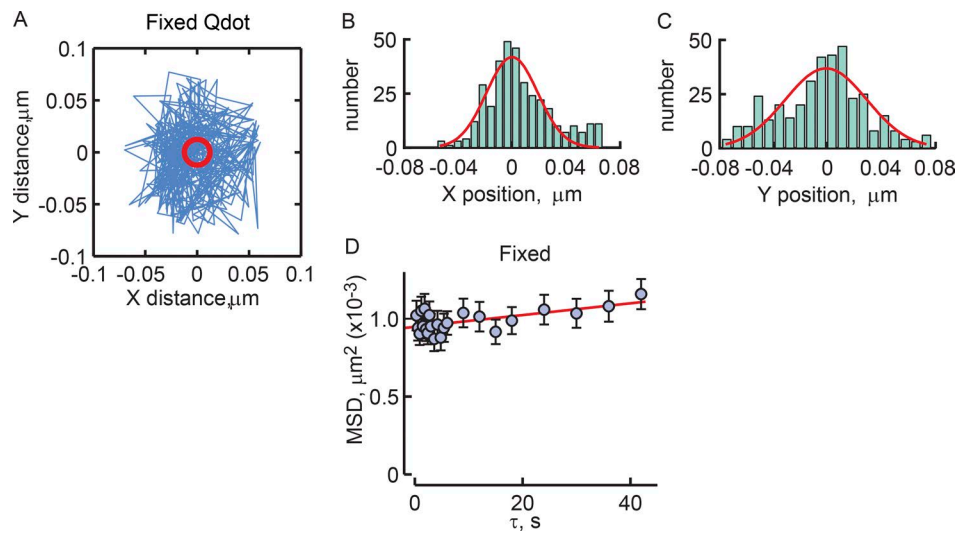 A
Fixed Qdot
0.1
0.05
0
-0.05
-0.1
-0.1 -0.05 0 0.05 0.1
Y distance,μm
X distance,μm
B
50
25
0
number
-0.08 -0.04 0 0.04 0.08
X position, μm
C
50
25
0
number
-0.08 -0.04 0 0.04 0.08
Y position, μm
D
Fixed
1.0
0.5
0
MSD, μm² (x10⁻³)
0 20 40
τ, s